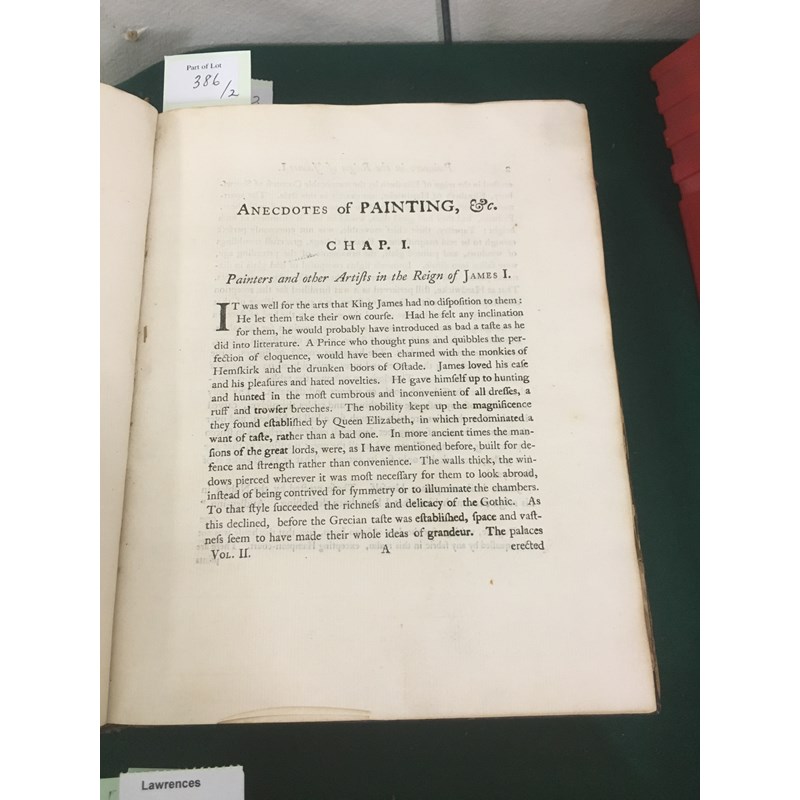 Part of Lot
386/2
2
ANECDOTES of PAINTING, &c.
CHAP. I.
Painters and other Artiſts in the Reign of JAMES I.
IT was well for the arts that King James had no diſpoſition to them:
He let them take their own courſe. Had he felt any inclination
for them, he would probably have introduced as bad a taſte as he
did into litterature. A Prince who thought puns and quibbles the per-
fection of eloquence, would have been charmed with the monkies of
Hemſkirk and the drunken boors of Oſtade. James loved his eaſe
and his pleaſures and hated novelties. He gave himſelf up to hunting
and hunted in the moſt cumbrous and inconvenient of all dreſſes, a
ruff and trowſer breeches. The nobility kept up the magnificence
they found eſtabliſhed by Queen Elizabeth, in which predominated a
want of taſte, rather than a bad one. In more ancient times the man-
ſions of the great lords, were, as I have mentioned before, built for de-
fence and ſtrength rather than convenience. The walls thick, the win-
dows pierced wherever it was moſt neceſſary for them to look abroad,
inſtead of being contrived for ſymmetry or to illuminate the chambers.
To that ſtyle ſucceeded the richneſs and delicacy of the Gothic. As
this declined, before the Grecian taſte was eſtabliſhed, ſpace and vaſt-
neſs ſeem to have made their whole ideas of grandeur. The palaces
VOL. II. A erected
Lawrences